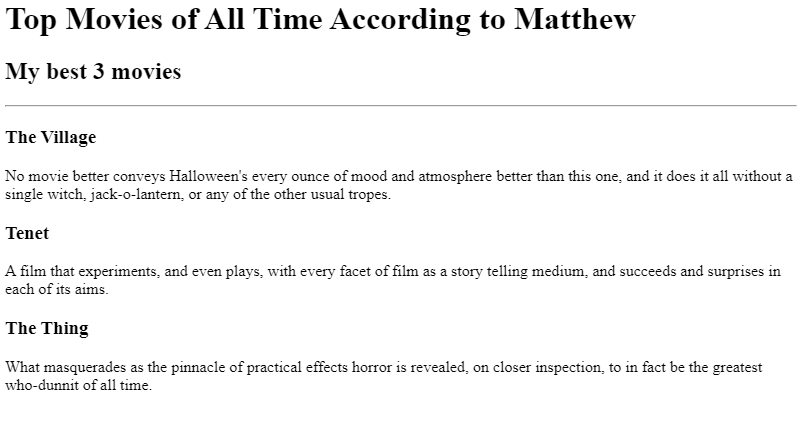 Top Movies of All Time According to Matthew
My best 3 movies
The Village
No movie better conveys Halloween's every ounce of mood and atmosphere better than this one, and it does it all without a
single witch, jack-o-lantern, or any of the other usual tropes.
Tenet
A film that experiments, and even plays, with every facet of film as a story telling medium, and succeeds and surprises in
each of its aims.
The Thing
What masquerades as the pinnacle of practical effects horror is revealed, on closer inspection, to in fact be the greatest
who-dunnit of all time.